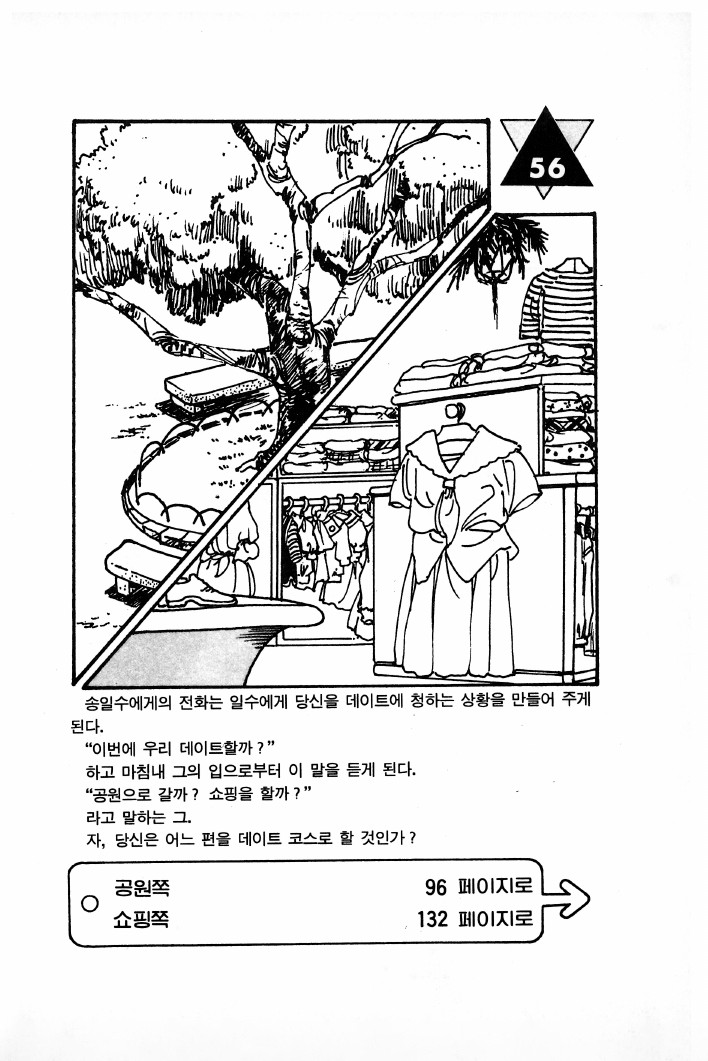 56
송일수에게의 전화는 일수에게 당신을 데이트에 청하는 상황을 만들어 주게
된다.
“이번에 우리 데이트할까?”
하고 마침내 그의 입으로부터 이 말을 듣게 된다.
“공원으로 갈까? 쇼핑을 할까?”
라고 말하는 그.
자, 당신은 어느 편을 데이트 코스로 할 것인가?
공원쪽 96 페이지로
쇼핑쪽 132 페이지로